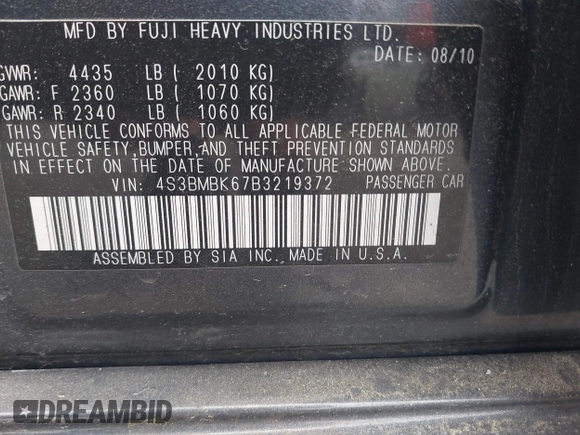 MFD BY FUJI HEAVY INDUSTRIES LTD.
DATE: 08/10
GVWR: 4435 LB ( 2010 KG)
GAWR: F 2360 LB ( 1070 KG)
GAWR: R 2340 LB ( 1060 KG)
THIS VEHICLE CONFORMS TO ALL APPLICABLE FEDERAL MOTOR
VEHICLE SAFETY, BUMPER, AND THEFT PREVENTION STANDARDS
IN EFFECT ON THE DATE OF MANUFACTURE SHOWN ABOVE.
VIN: 4S3BMBK67B3219372 PASSENGER CAR
ASSEMBLED BY SIA INC. MADE IN U.S.A.
DREAMBID